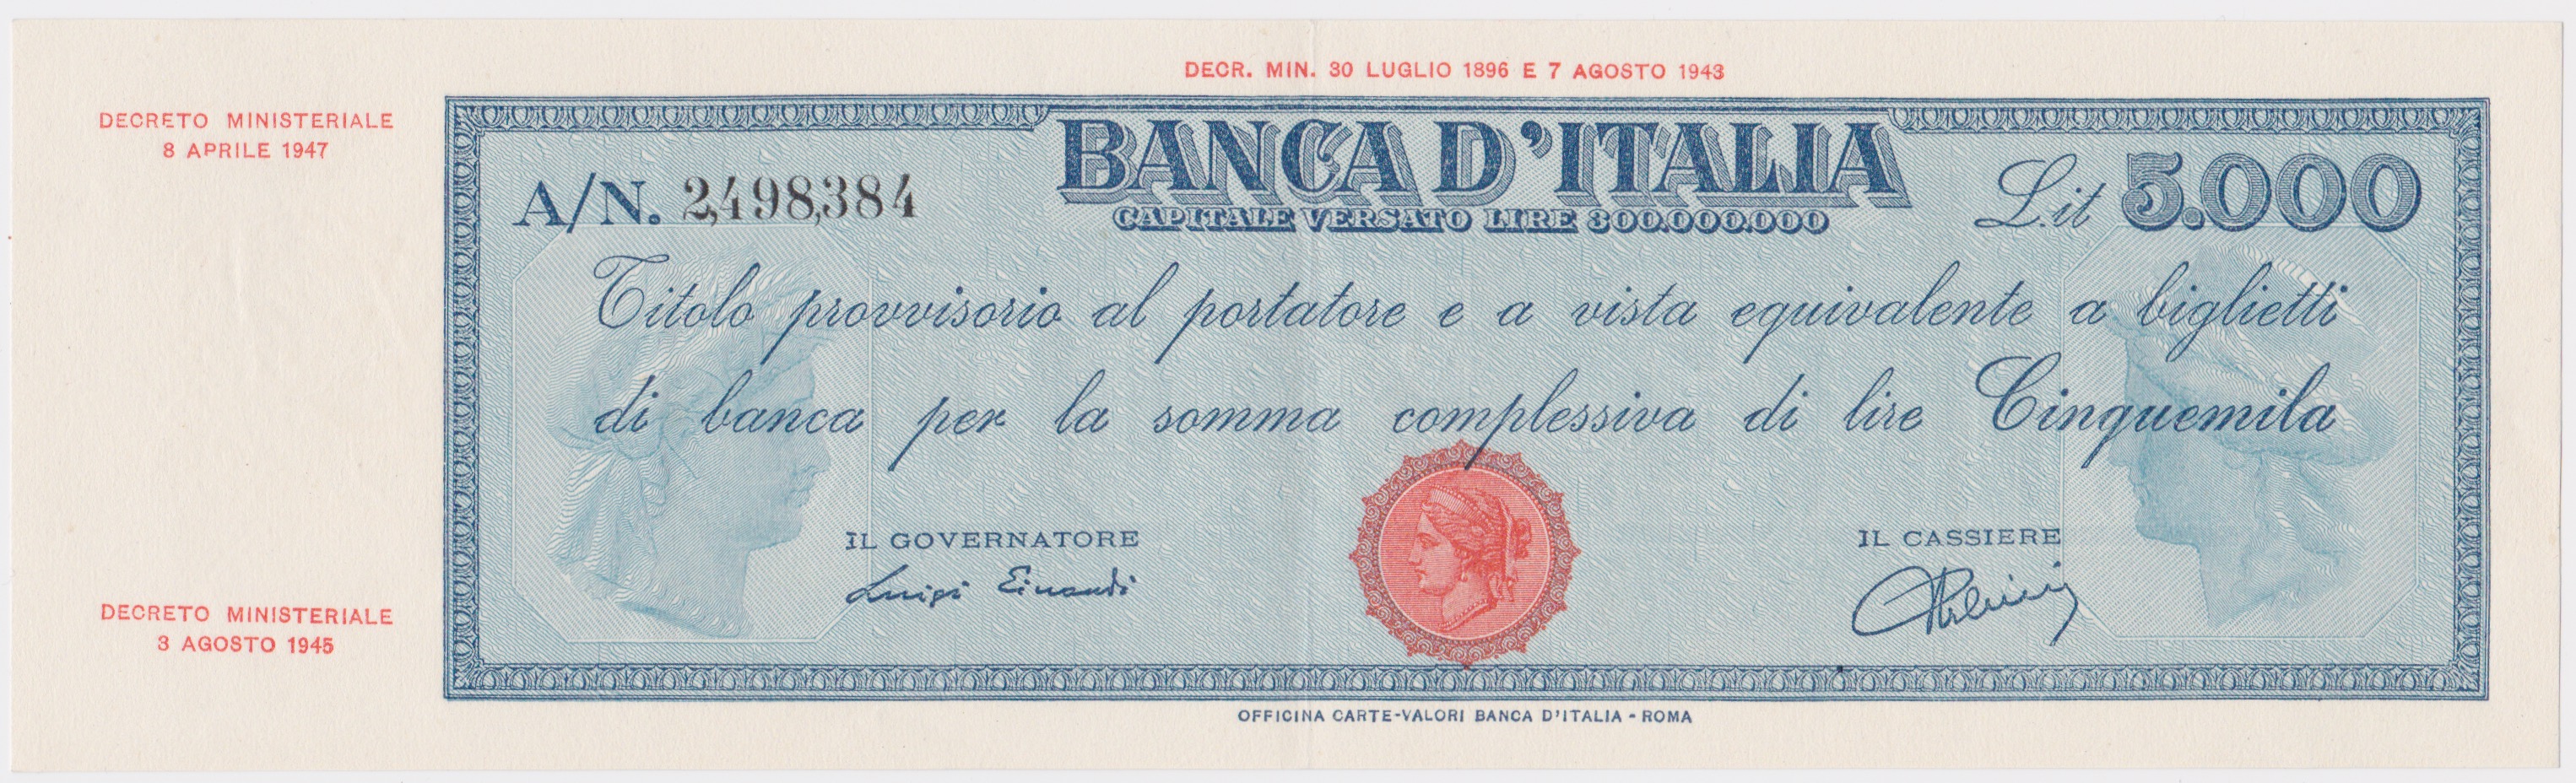 DECR. MIN. 30 LUGLIO 1896 E 7 AGOSTO 1943
DECRETO MINISTERIALE
8 APRILE 1947
BANCA D'ITALIA
A/N. 2,498,384
Lit 5.000
CAPITALE VERSATO LIRE 300.000.000
Titolo provvisorio al portatore e a vista equivalente a biglietti
di banca per la somma complessiva di lire Cinquemila
IL GOVERNATORE
IL CASSIERE
Luigi Einaudi
DECRETO MINISTERIALE
3 AGOSTO 1945
OFFICINA CARTE-VALORI BANCA D'ITALIA - ROMA